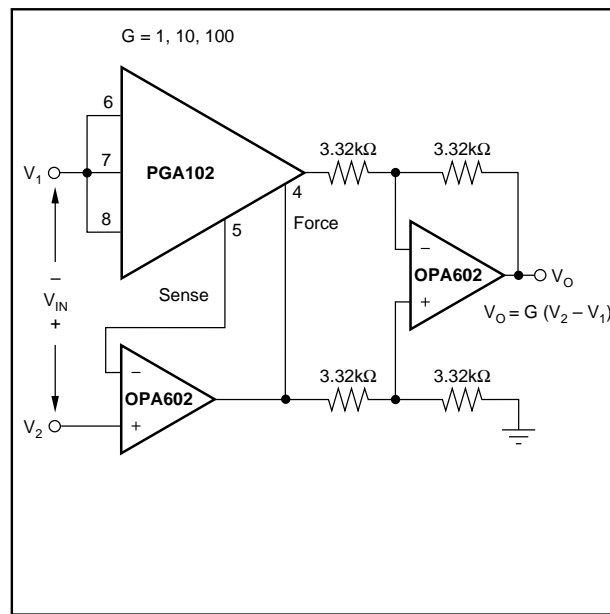 G = 1, 10, 100
6
7
8
V1
PGA102
4
Force
5
Sense
–
VIN
+
3.32kΩ
3.32kΩ
–
+
OPA602
VO
VO = G (V2 – V1)
–
+
OPA602
V2
3.32kΩ
3.32kΩ